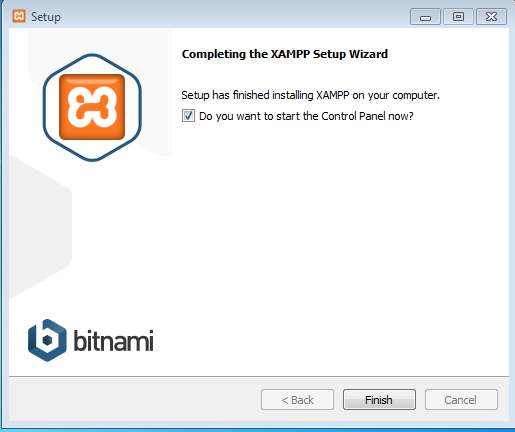 Setup
Completing the XAMPP Setup Wizard
Setup has finished installing XAMPP on your computer.
Do you want to start the Control Panel now?
bitnami
< Back
Finish
Cancel